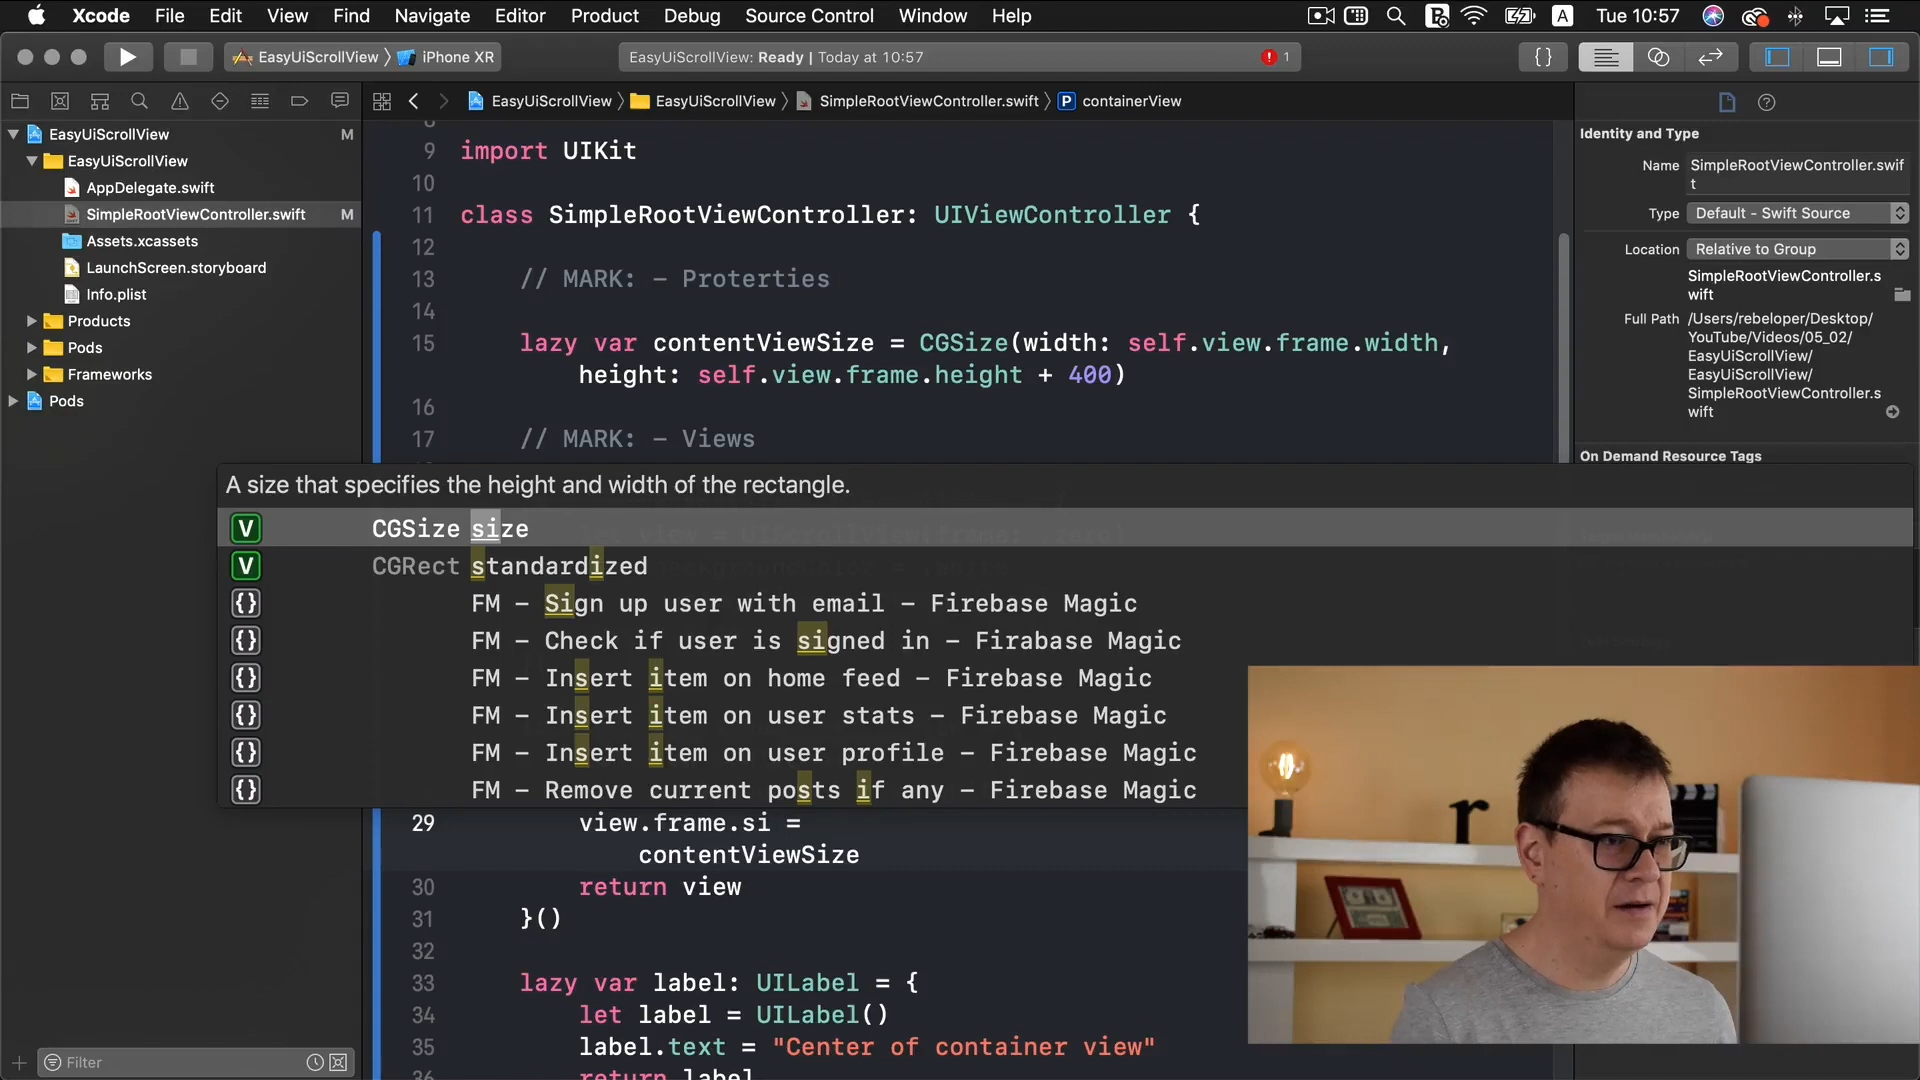 Xcode File Edit View Find Navigate Editor Product Debug Source Control Window Help A Tue 10:57
EasyUiScrollView iPhone XR EasyUiScrollView: Ready | Today at 10:57 1
EasyUiScrollView EasyUiScrollView SimpleRootViewController.swift P containerView
EasyUiScrollView M
EasyUiScrollView
AppDelegate.swift
SimpleRootViewController.swift M
Assets.xcassets
LaunchScreen.storyboard
Info.plist
Products
Pods
Frameworks
Pods
Filter
9 import UIKit
10
11 class SimpleRootViewController: UIViewController {
12
13 // MARK: - Proterties
14
15 lazy var contentViewSize = CGSize(width: self.view.frame.width,
height: self.view.frame.height + 400)
16
17 // MARK: - Views
A size that specifies the height and width of the rectangle.
V CGSize size
V CGRect standardized
{} FM - Sign up user with email - Firebase Magic
{} FM - Check if user is signed in - Firabase Magic
{} FM - Insert item on home feed - Firebase Magic
{} FM - Insert item on user stats - Firebase Magic
{} FM - Insert item on user profile - Firebase Magic
{} FM - Remove current posts if any - Firebase Magic
29 view.frame.si =
contentViewSize
30 return view
31 }()
32
33 lazy var label: UILabel = {
34 let label = UILabel()
35 label.text = "Center of container view"
36 return label
Identity and Type
Name SimpleRootViewController.swif
t
Type Default - Swift Source
Location Relative to Group
SimpleRootViewController.s
wift
Full Path /Users/rebeloper/Desktop/
YouTube/Videos/05_02/
EasyUiScrollView/
EasyUiScrollView/
SimpleRootViewController.s
wift
On Demand Resource Tags
r